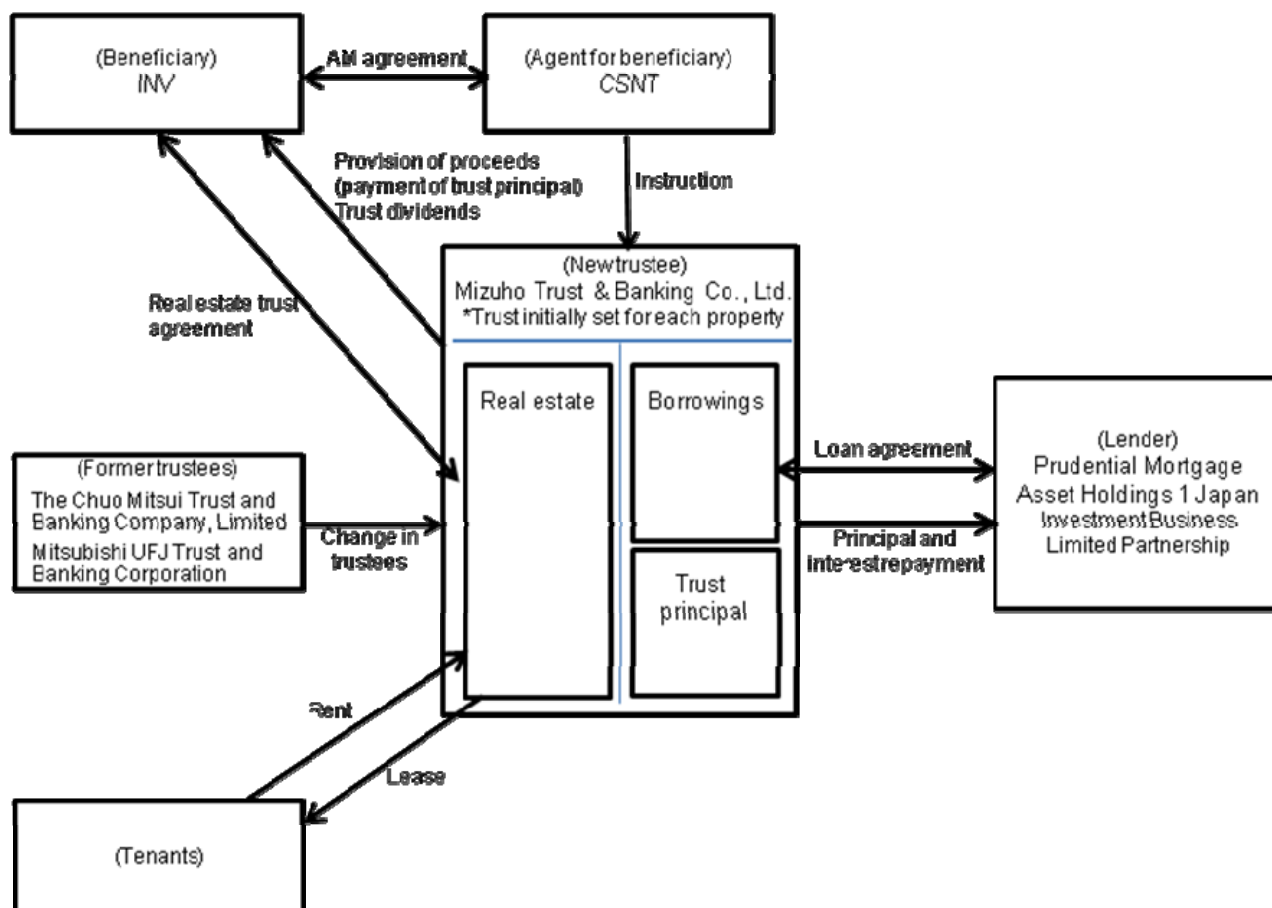 (Beneficiary)
INV
AM agreement
(Agent for beneficiary)
CSNT
Provision of proceeds
(payment of trust principal)
Trust dividends
Instruction
Real estate trust
agreement
(New trustee)
Mizuho Trust & Banking Co., Ltd.
*Trust initially set for each property
Real estate
Borrowings
Trust
principal
Loan agreement
Principal and
interest repayment
(Lender)
Prudential Mortgage
Asset Holdings 1 Japan
Investment Business
Limited Partnership
(Former trustees)
The Chuo Mitsui Trust and
Banking Company, Limited
Mitsubishi UFJ Trust and
Banking Corporation
Change in
trustees
Rent
Lease
(Tenants)